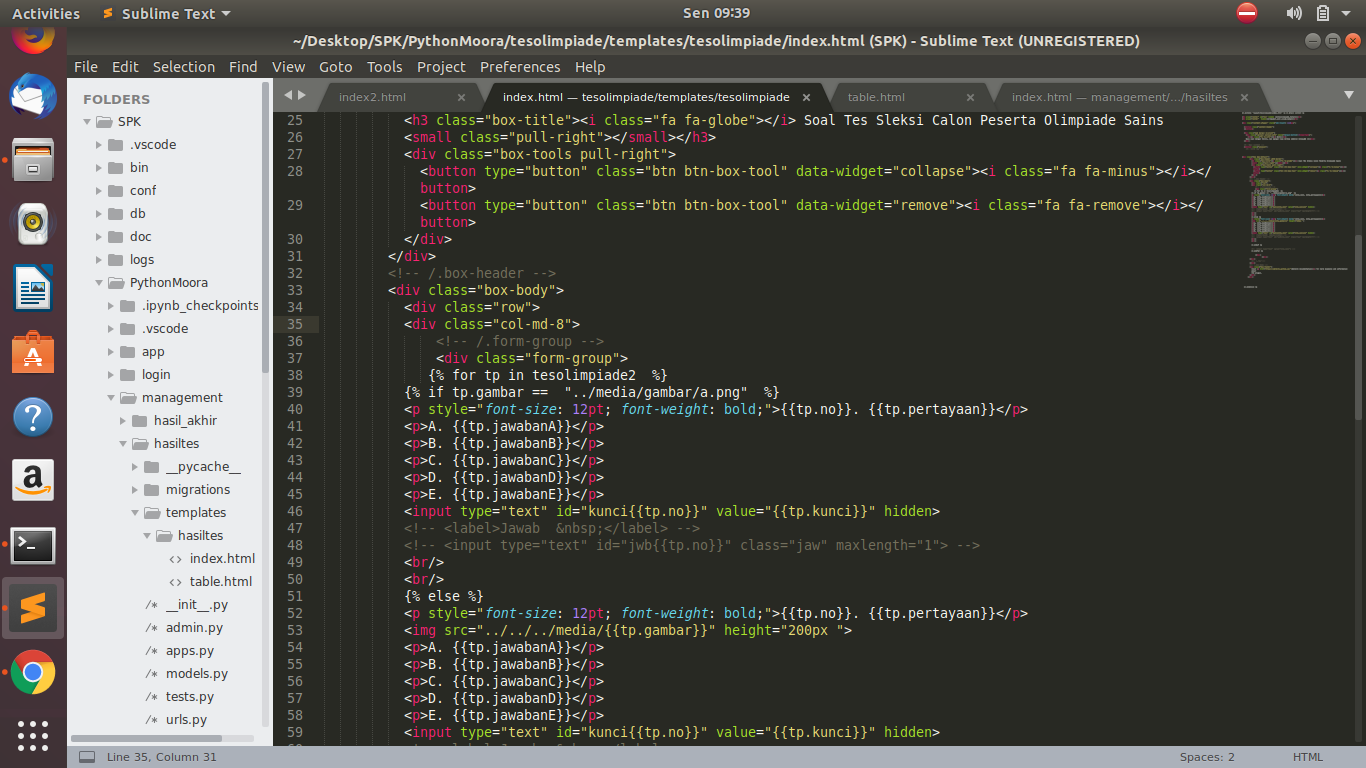 Activities
Sublime Text
Sen 09:39
~/Desktop/SPK/PythonMoora/tesolimpiade/templates/tesolimpiade/index.html (SPK) - Sublime Text (UNREGISTERED)
File Edit Selection Find View Goto Tools Project Preferences Help
FOLDERS
SPK
.vscode
bin
conf
db
doc
logs
PythonMoora
.ipynb_checkpoints
.vscode
app
login
management
hasil_akhir
hasiltes
__pycache__
migrations
templates
hasiltes
<> index.html
<> table.html
/* __init__.py
/* admin.py
/* apps.py
/* models.py
/* tests.py
/* urls.py
index2.html ×
index.html — tesolimpiade/templates/tesolimpiade ×
table.html ×
index.html — management/.../hasiltes ×
25 <h3 class="box-title"><i class="fa fa-globe"></i> Soal Tes Sleksi Calon Peserta Olimpiade Sains
26 <small class="pull-right"></small></h3>
27 <div class="box-tools pull-right">
28 <button type="button" class="btn btn-box-tool" data-widget="collapse"><i class="fa fa-minus"></i></
button>
29 <button type="button" class="btn btn-box-tool" data-widget="remove"><i class="fa fa-remove"></i></
button>
30 </div>
31 </div>
32 <!-- /.box-header -->
33 <div class="box-body">
34 <div class="row">
35 <div class="col-md-8">
36 <!-- /.form-group -->
37 <div class="form-group">
38 {% for tp in tesolimpiade2  %}
39 {% if tp.gambar ==  "../media/gambar/a.png"  %}
40 <p style="font-size: 12pt; font-weight: bold;">{{tp.no}}. {{tp.pertayaan}}</p>
41 <p>A. {{tp.jawabanA}}</p>
42 <p>B. {{tp.jawabanB}}</p>
43 <p>C. {{tp.jawabanC}}</p>
44 <p>D. {{tp.jawabanD}}</p>
45 <p>E. {{tp.jawabanE}}</p>
46 <input type="text" id="kunci{{tp.no}}" value="{{tp.kunci}}" hidden>
47 <!-- <label>Jawab  &nbsp;</label> -->
48 <!-- <input type="text" id="jwb{{tp.no}}" class="jaw" maxlength="1"> -->
49 <br/>
50 <br/>
51 {% else %}
52 <p style="font-size: 12pt; font-weight: bold;">{{tp.no}}. {{tp.pertayaan}}</p>
53 <img src="../../../media/{{tp.gambar}}" height="200px ">
54 <p>A. {{tp.jawabanA}}</p>
55 <p>B. {{tp.jawabanB}}</p>
56 <p>C. {{tp.jawabanC}}</p>
57 <p>D. {{tp.jawabanD}}</p>
58 <p>E. {{tp.jawabanE}}</p>
59 <input type="text" id="kunci{{tp.no}}" value="{{tp.kunci}}" hidden>
Line 35, Column 31
Spaces: 2
HTML